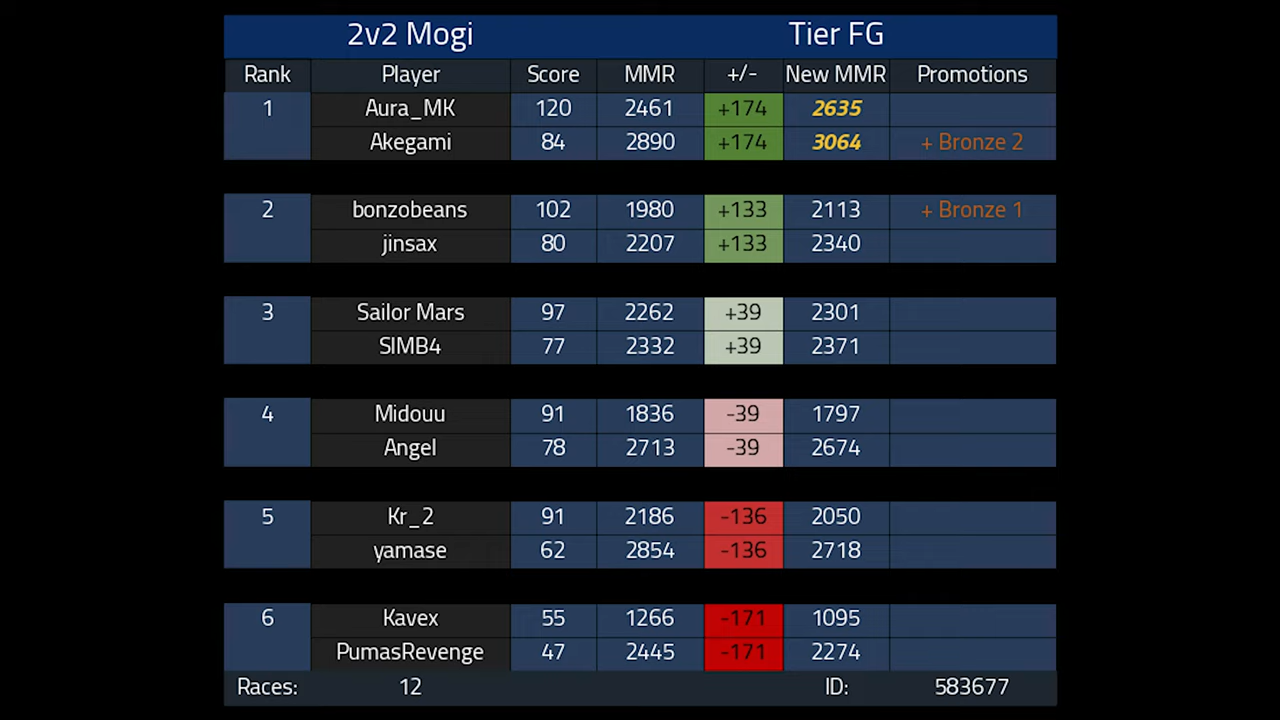 2v2 Mogi Tier FG
Rank Player Score MMR +/- New MMR Promotions
1 Aura_MK 120 2461 +174 2635
Akegami 84 2890 +174 3064 + Bronze 2
2 bonzobeans 102 1980 +133 2113 + Bronze 1
jinsax 80 2207 +133 2340
3 Sailor Mars 97 2262 +39 2301
SIMB4 77 2332 +39 2371
4 Midouu 91 1836 -39 1797
Angel 78 2713 -39 2674
5 Kr_2 91 2186 -136 2050
yamase 62 2854 -136 2718
6 Kavex 55 1266 -171 1095
PumasRevenge 47 2445 -171 2274
Races: 12 ID: 583677